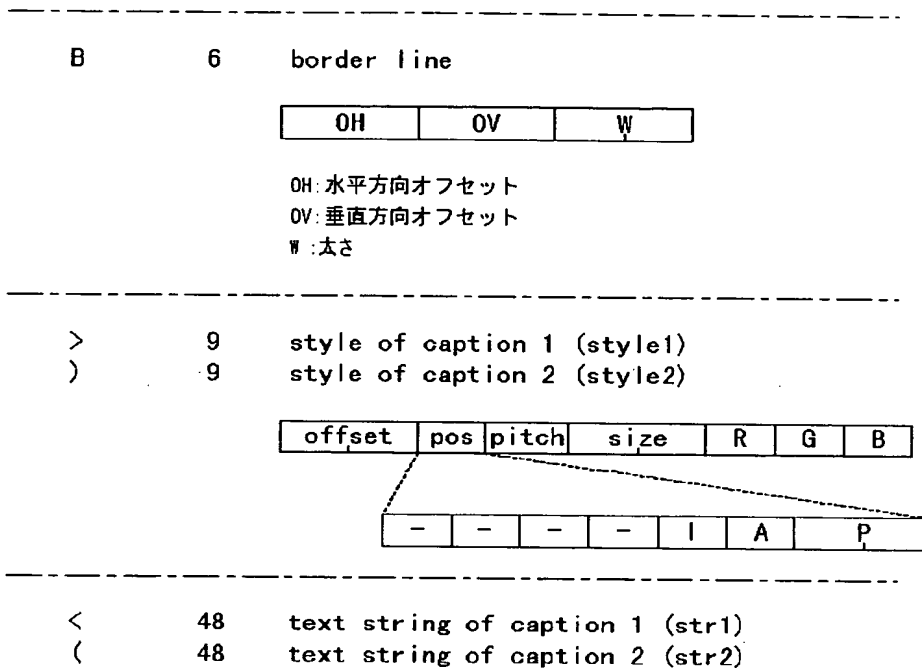 B 6 border line
OH OV W
OH:水平方向オフセット
OV:垂直方向オフセット
W :太さ
> 9 style of caption 1 (style1)
) 9 style of caption 2 (style2)
offset pos pitch size R G B
- - - - I A P
< 48 text string of caption 1 (str1)
( 48 text string of caption 2 (str2)